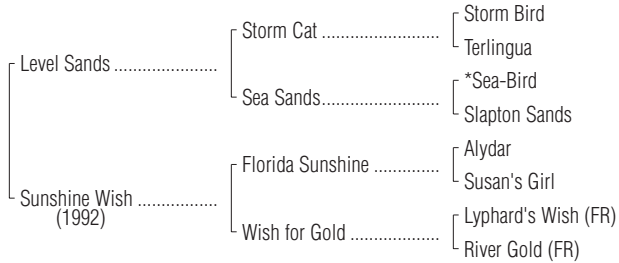 Storm Bird
Storm Cat ........................
Terlingua
Level Sands .....................
*Sea-Bird
Sea Sands........................
Slapton Sands
Alydar
Florida Sunshine .............
Susan's Girl
Sunshine Wish ................
(1992)
Lyphard's Wish (FR)
Wish for Gold ..................
River Gold (FR)